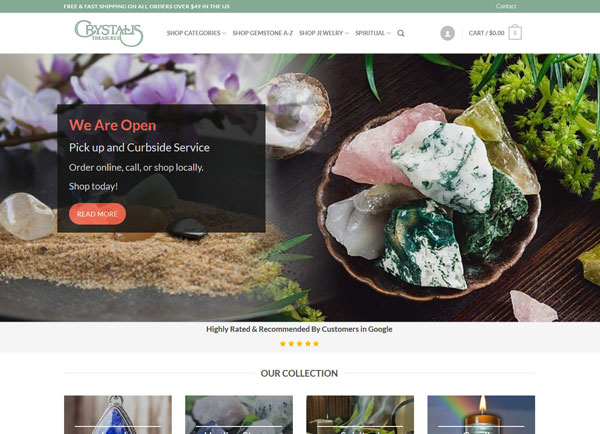 FREE & FAST SHIPPING ON ALL ORDERS OVER $49 IN THE US
Contact
CRYSTALIS
TREASURES
SHOP CATEGORIES
SHOP GEMSTONE A-Z
SHOP JEWELRY
SPIRITUAL
CART / $0.00
0
We Are Open
Pick up and Curbside Service
Order online, call, or shop locally.
Shop today!
READ MORE
Highly Rated & Recommended By Customers in Google
OUR COLLECTION